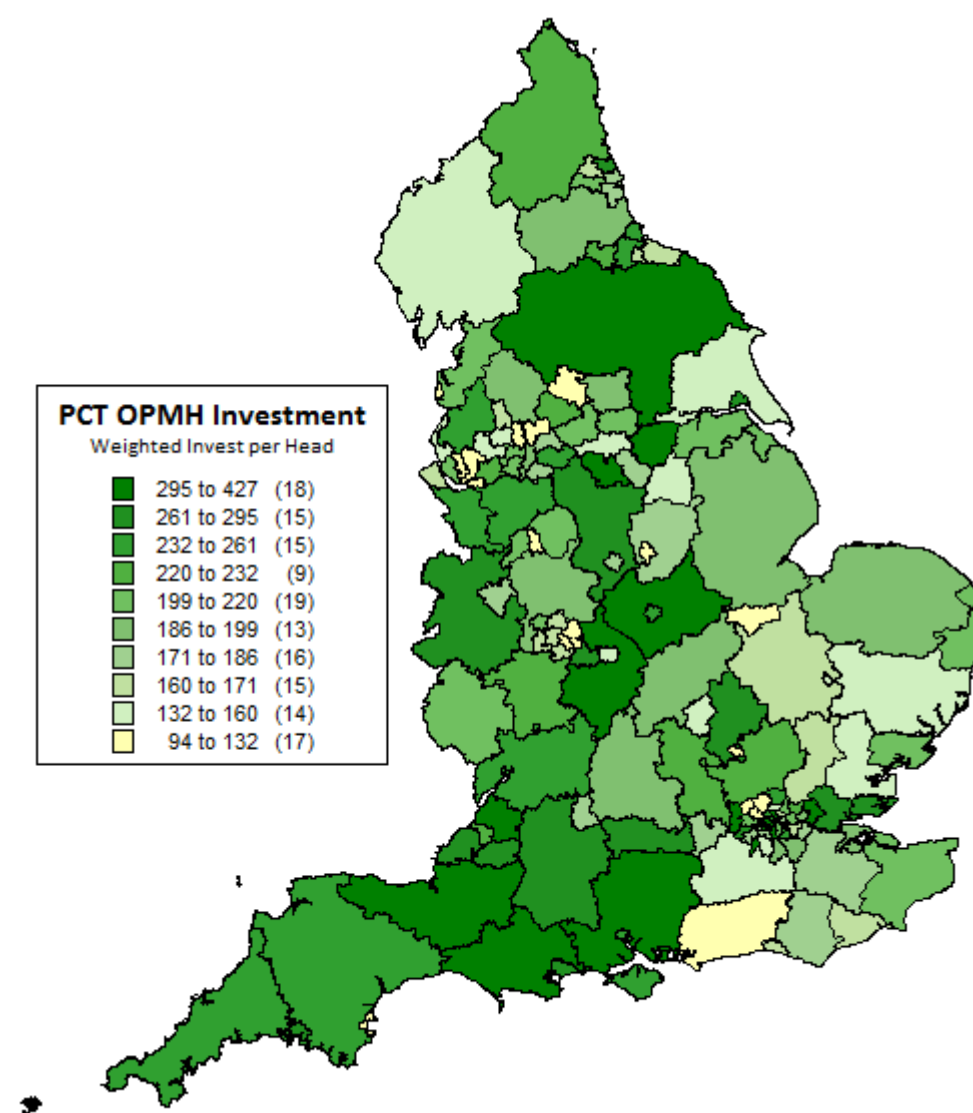 PCT OPMH Investment
Weighted Invest per Head
295 to 427 (18)
261 to 295 (15)
232 to 261 (15)
220 to 232 (9)
199 to 220 (19)
186 to 199 (13)
171 to 186 (16)
160 to 171 (15)
132 to 160 (14)
94 to 132 (17)